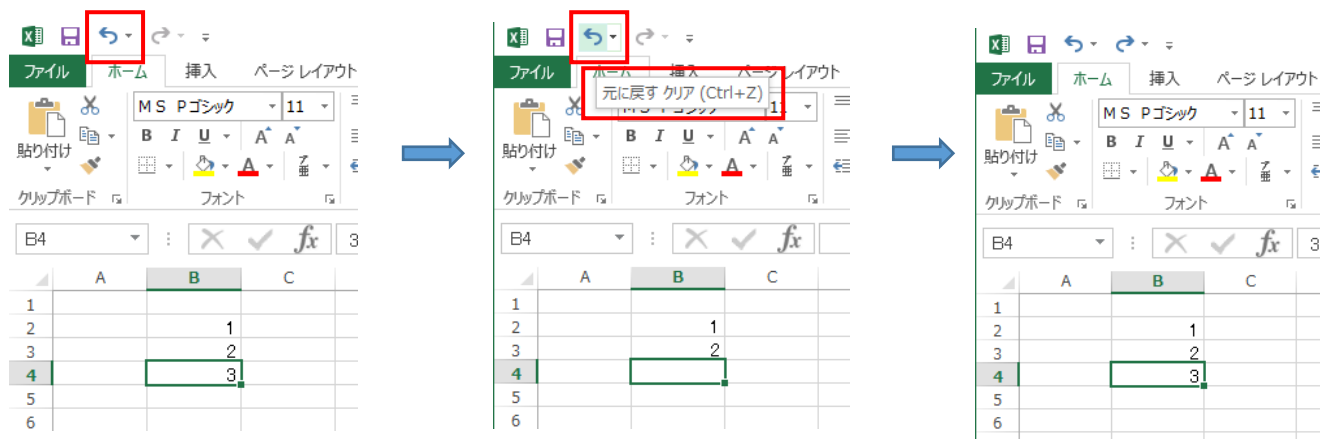 ファイル ホーム 挿入 ページ レイアウト
貼り付け
MS Pゴシック 11
B I U A A
クリップボード フォント
B4 fx 3
A B C
1
2 1
3 2
4 3
5
6
ファイル ホーム 挿入 ページ レイアウト
元に戻す クリア (Ctrl+Z)
貼り付け
MS Pゴシック 11
B I U A A
クリップボード フォント
B4 fx
A B C
1
2 1
3 2
4
5
6
ファイル ホーム 挿入 ページ レイアウト
貼り付け
MS Pゴシック 11
B I U A A
クリップボード フォント
B4 fx 3
A B C
1
2 1
3 2
4 3
5
6